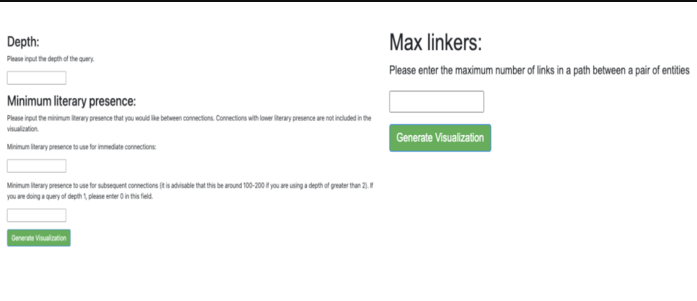 Depth:
Please input the depth of the query.
Minimum literary presence:
Please input the minimum literary presence that you would like between connections. Connections with lower literary presence are not included in the
visualization.
Minimum literary presence to use for immediate connections:
Minimum literary presence to use for subsequent connections (it is advisable that this be around 100-200 if you are using a depth of greater than 2). If
you are doing a query of depth 1, please enter 0 in this field.
Generate Visualization
Max linkers:
Please enter the maximum number of links in a path between a pair of entities
Generate Visualization